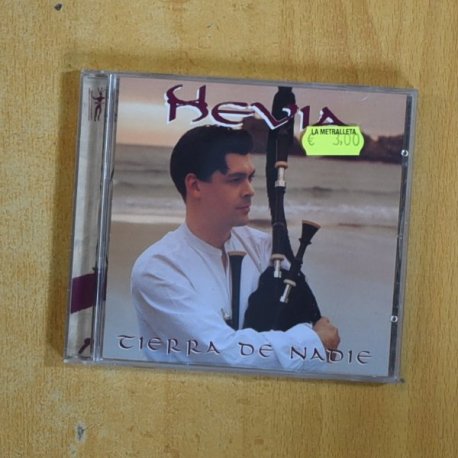 HEVIA
LA METRALLETA
€ 3,00
TIERRA DE NADIE